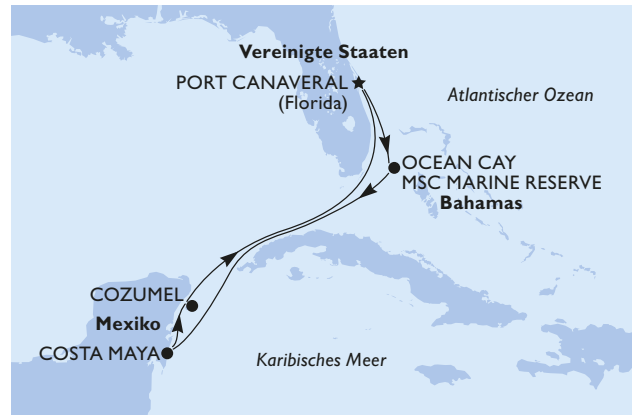 Vereinigte Staaten
PORT CANAVERAL
(Florida)
Atlantischer Ozean
OCEAN CAY
MSC MARINE RESERVE
Bahamas
COZUMEL
Mexiko
COSTA MAYA
Karibisches Meer